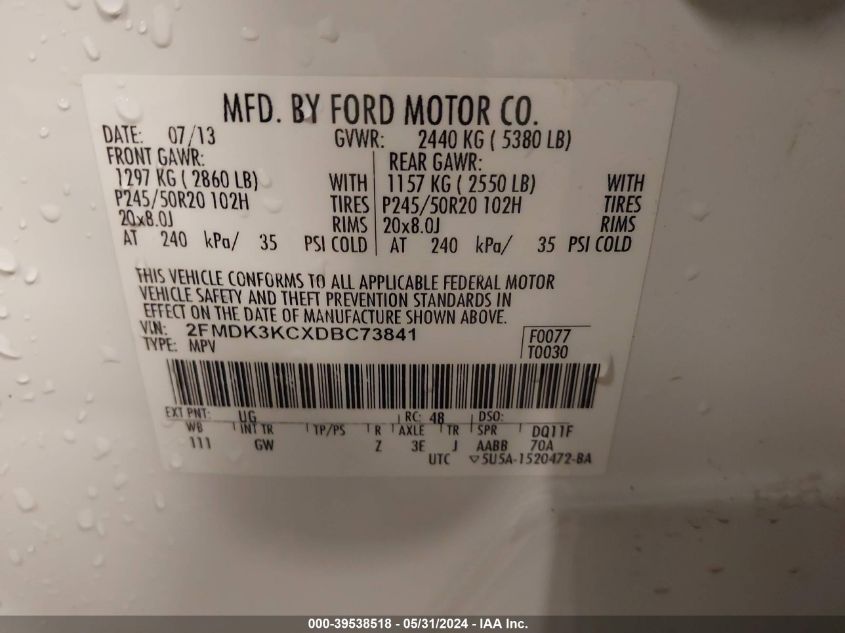 MFD. BY FORD MOTOR CO.
DATE: 07/13 GVWR: 2440 KG ( 5380 LB)
FRONT GAWR: REAR GAWR:
1297 KG ( 2860 LB) WITH 1157 KG ( 2550 LB) WITH
P245/50R20 102H TIRES P245/50R20 102H TIRES
20x8.0J RIMS 20x8.0J RIMS
AT 240 kPa/ 35 PSI COLD AT 240 kPa/ 35 PSI COLD
THIS VEHICLE CONFORMS TO ALL APPLICABLE FEDERAL MOTOR
VEHICLE SAFETY AND THEFT PREVENTION STANDARDS IN
EFFECT ON THE DATE OF MANUFACTURE SHOWN ABOVE.
VIN: 2FMDK3KCXDBC73841 F0077
TYPE: MPV T0030
EXT PNT: UG RC: 48 DSO:
WB INT TR TP/PS R AXLE TR SPR DQ11F
111 GW Z 3E J AABB 70A
UTC ▽5U5A-1520472-BA
000-39538518 - 05/31/2024 - IAA Inc.